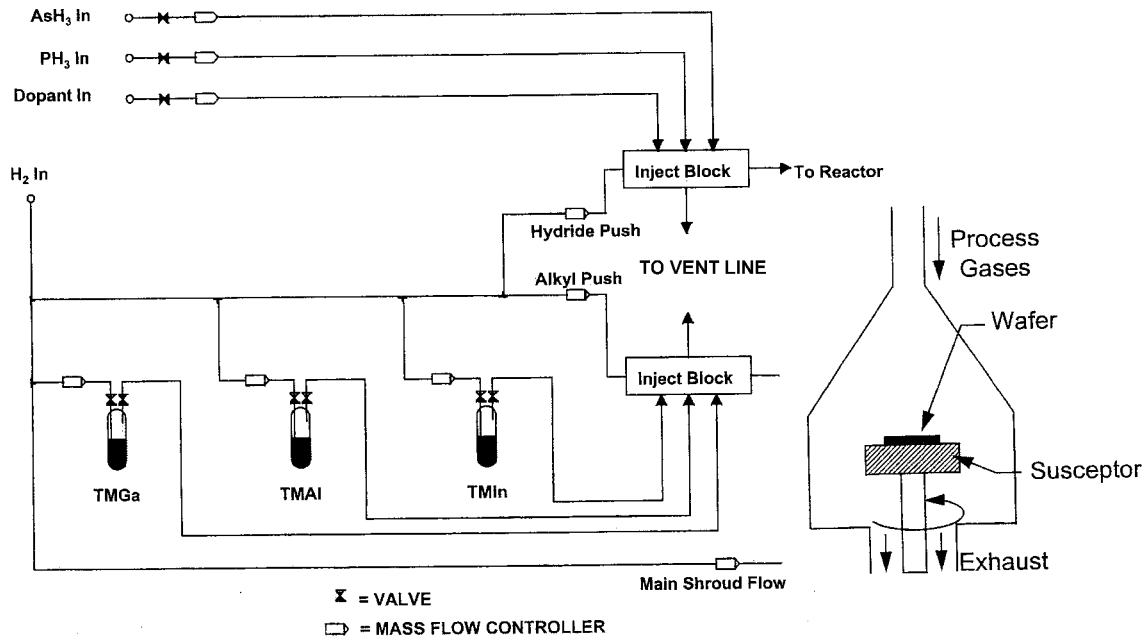 AsH₃ In
PH₃ In
Dopant In
H₂ In
Inject Block
To Reactor
Hydride Push
TO VENT LINE
Alkyl Push
Inject Block
TMGa
TMAl
TMIn
Main Shroud Flow
= VALVE
= MASS FLOW CONTROLLER
Process
Gases
Wafer
Susceptor
Exhaust